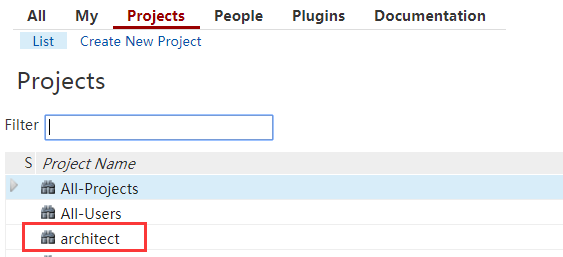 All My Projects People Plugins Documentation
List Create New Project
Projects
Filter
S Project Name
All-Projects
All-Users
architect